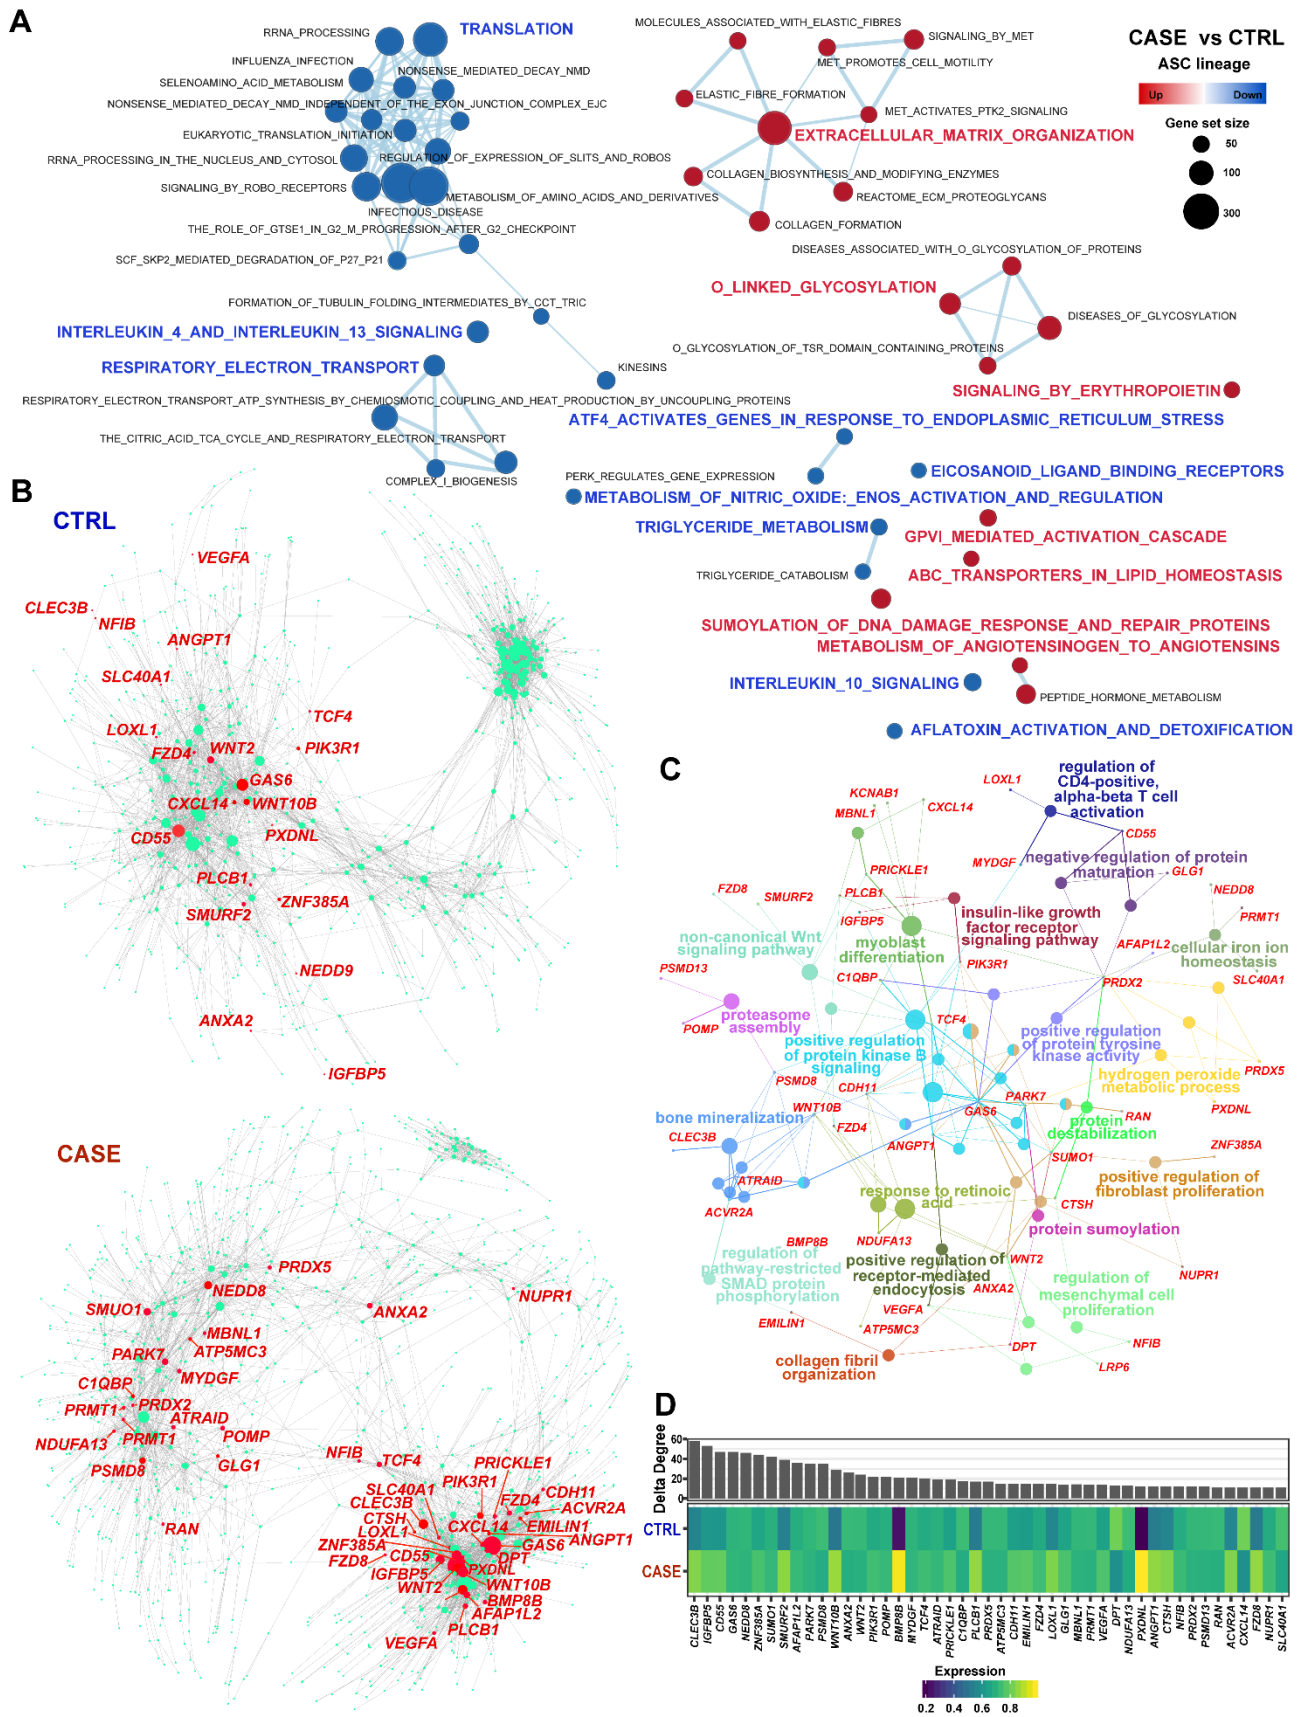 A
RRNA_PROCESSING
TRANSLATION
INFLUENZA_INFECTION
SELENOAMINO_ACID_METABOLISM
NONSENSE_MEDIATED_DECAY_NMD
NONSENSE_MEDIATED_DECAY_NMD_INDEPENDENT_OF_THE_EXON_JUNCTION_COMPLEX_EJC
EUKARYOTIC_TRANSLATION_INITIATION
RRNA_PROCESSING_IN_THE_NUCLEUS_AND_CYTOSOL
REGULATION_OF_EXPRESSION_OF_SLITS_AND_ROBOS
SIGNALING_BY_ROBO_RECEPTORS
METABOLISM_OF_AMINO_ACIDS_AND_DERIVATIVES
INFECTIOUS_DISEASE
THE_ROLE_OF_GTSE1_IN_G2_M_PROGRESSION_AFTER_G2_CHECKPOINT
SCF_SKP2_MEDIATED_DEGRADATION_OF_P27_P21
FORMATION_OF_TUBULIN_FOLDING_INTERMEDIATES_BY_CCT_TRIC
INTERLEUKIN_4_AND_INTERLEUKIN_13_SIGNALING
RESPIRATORY_ELECTRON_TRANSPORT
KINESINS
RESPIRATORY_ELECTRON_TRANSPORT_ATP_SYNTHESIS_BY_CHEMIOSMOTIC_COUPLING_AND_HEAT_PRODUCTION_BY_UNCOUPLING_PROTEINS
THE_CITRIC_ACID_TCA_CYCLE_AND_RESPIRATORY_ELECTRON_TRANSPORT
COMPLEX_I_BIOGENESIS
MOLECULES_ASSOCIATED_WITH_ELASTIC_FIBRES
SIGNALING_BY_MET
MET_PROMOTES_CELL_MOTILITY
ELASTIC_FIBRE_FORMATION
MET_ACTIVATES_PTK2_SIGNALING
EXTRACELLULAR_MATRIX_ORGANIZATION
COLLAGEN_BIOSYNTHESIS_AND_MODIFYING_ENZYMES
REACTOME_ECM_PROTEOGLYCANS
COLLAGEN_FORMATION
DISEASES_ASSOCIATED_WITH_O_GLYCOSYLATION_OF_PROTEINS
O_LINKED_GLYCOSYLATION
DISEASES_OF_GLYCOSYLATION
O_GLYCOSYLATION_OF_TSR_DOMAIN_CONTAINING_PROTEINS
SIGNALING_BY_ERYTHROPOIETIN
ATF4_ACTIVATES_GENES_IN_RESPONSE_TO_ENDOPLASMIC_RETICULUM_STRESS
PERK_REGULATES_GENE_EXPRESSION
EICOSANOID_LIGAND_BINDING_RECEPTORS
METABOLISM_OF_NITRIC_OXIDE:_ENOS_ACTIVATION_AND_REGULATION
TRIGLYCERIDE_METABOLISM
GPVI_MEDIATED_ACTIVATION_CASCADE
TRIGLYCERIDE_CATABOLISM
ABC_TRANSPORTERS_IN_LIPID_HOMEOSTASIS
SUMOYLATION_OF_DNA_DAMAGE_RESPONSE_AND_REPAIR_PROTEINS
METABOLISM_OF_ANGIOTENSINOGEN_TO_ANGIOTENSINS
INTERLEUKIN_10_SIGNALING
PEPTIDE_HORMONE_METABOLISM
AFLATOXIN_ACTIVATION_AND_DETOXIFICATION
CASE vs CTRL
ASC lineage
Up Down
Gene set size
50
100
300
B
CTRL
VEGFA
CLEC3B
NFIB
ANGPT1
SLC40A1
TCF4
LOXL1
FZD4
WNT2
PIK3R1
GAS6
CXCL14
WNT10B
CD55
PXDNL
PLCB1
ZNF385A
SMURF2
NEDD9
ANXA2
IGFBP5
CASE
PRDX5
NEDD8
SMUO1
ANXA2
NUPR1
MBNL1
ATP5MC3
PARK7
MYDGF
C1QBP
PRDX2
PRMT1
ATRAID
NDUFA13
PRMT1
POMP
PSMD8
GLG1
RAN
NFIB
TCF4
PRICKLE1
PIK3R1
SLC40A1
CDH11
CLEC3B
FZD4
ACVR2A
CTSH
CXCL14
EMILIN1
LOXL1
ANGPT1
ZNF385A
GAS6
FZD8
CD55
DPT
IGFBP5
PXDNL
WNT2
WNT10B
BMP8B
AFAP1L2
PLCB1
VEGFA
C
LOXL1
regulation of
CD4-positive,
alpha-beta T cell
activation
KCNAB1
MBNL1
CXCL14
CD55
MYDGF
negative regulation of protein
maturation
GLG1
PRICKLE1
FZD8
SMURF2
PLCB1
NEDD8
IGFBP5
PRMT1
insulin-like growth
factor receptor
signaling pathway
non-canonical Wnt
signaling pathway
myoblast
differentiation
AFAP1L2
cellular iron ion
homeostasis
PSMD13
C1QBP
PIK3R1
PRDX2
SLC40A1
POMP
proteasome
assembly
TCF4
positive regulation
of protein kinase B
signaling
positive regulation
of protein tyrosine
kinase activity
hydrogen peroxide
metabolic process
PRDX5
PSMD8
CDH11
PARK7
WNT10B
GAS6
PXDNL
bone mineralization
FZD4
RAN
protein
destabilization
CLEC3B
ANGPT1
ZNF385A
SUMO1
ATRAID
positive regulation of
fibroblast proliferation
response to retinoic
acid
CTSH
ACVR2A
protein sumoylation
BMP8B
NDUFA13
regulation of
pathway-restricted
SMAD protein
phosphorylation
positive regulation of
receptor-mediated
endocytosis
WNT2
NUPR1
ANXA2
regulation of
mesenchymal cell
proliferation
VEGFA
EMILIN1
ATP5MC3
DPT
NFIB
LRP6
collagen fibril
organization
D
Delta Degree
60
40
20
0
CTRL
CASE
CLEC3B
IGFBP5
CD55
GAS6
NEDD8
ZNF385A
SUMO1
SMURF2
AFAP1L2
PARK7
PSMD8
WNT10B
ANXA2
WNT2
PIK3R1
POMP
BMP8B
MYDGF
TCF4
ATRAID
PRICKLE1
C1QBP
PLCB1
PRDX5
ATP5MC3
CDH11
EMILIN1
FZD4
LOXL1
GLG1
MBNL1
PRMT1
VEGFA
DPT
NDUFA13
PXDNL
ANGPT1
CTSH
NFIB
PRDX2
PSMD13
RAN
ACVR2A
CXCL14
FZD8
NUPR1
SLC40A1
Expression
0.2 0.4 0.6 0.8